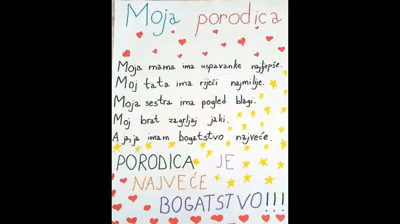 Moja porodica
Moja mama ima uspavanke najljepše.
Moj tata ima riječi najmilije.
Moja sestra ima pogled blagi.
Moj brat zagrljaj jaki.
A ja, ja imam bogatstvo najveće.
PORODICA JE
NAJVEĆE
BOGATSTVO!!!